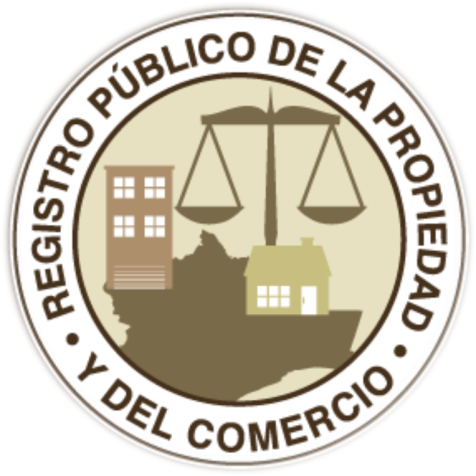 REGISTRO PÚBLICO DE LA PROPIEDAD
• Y DEL COMERCIO •